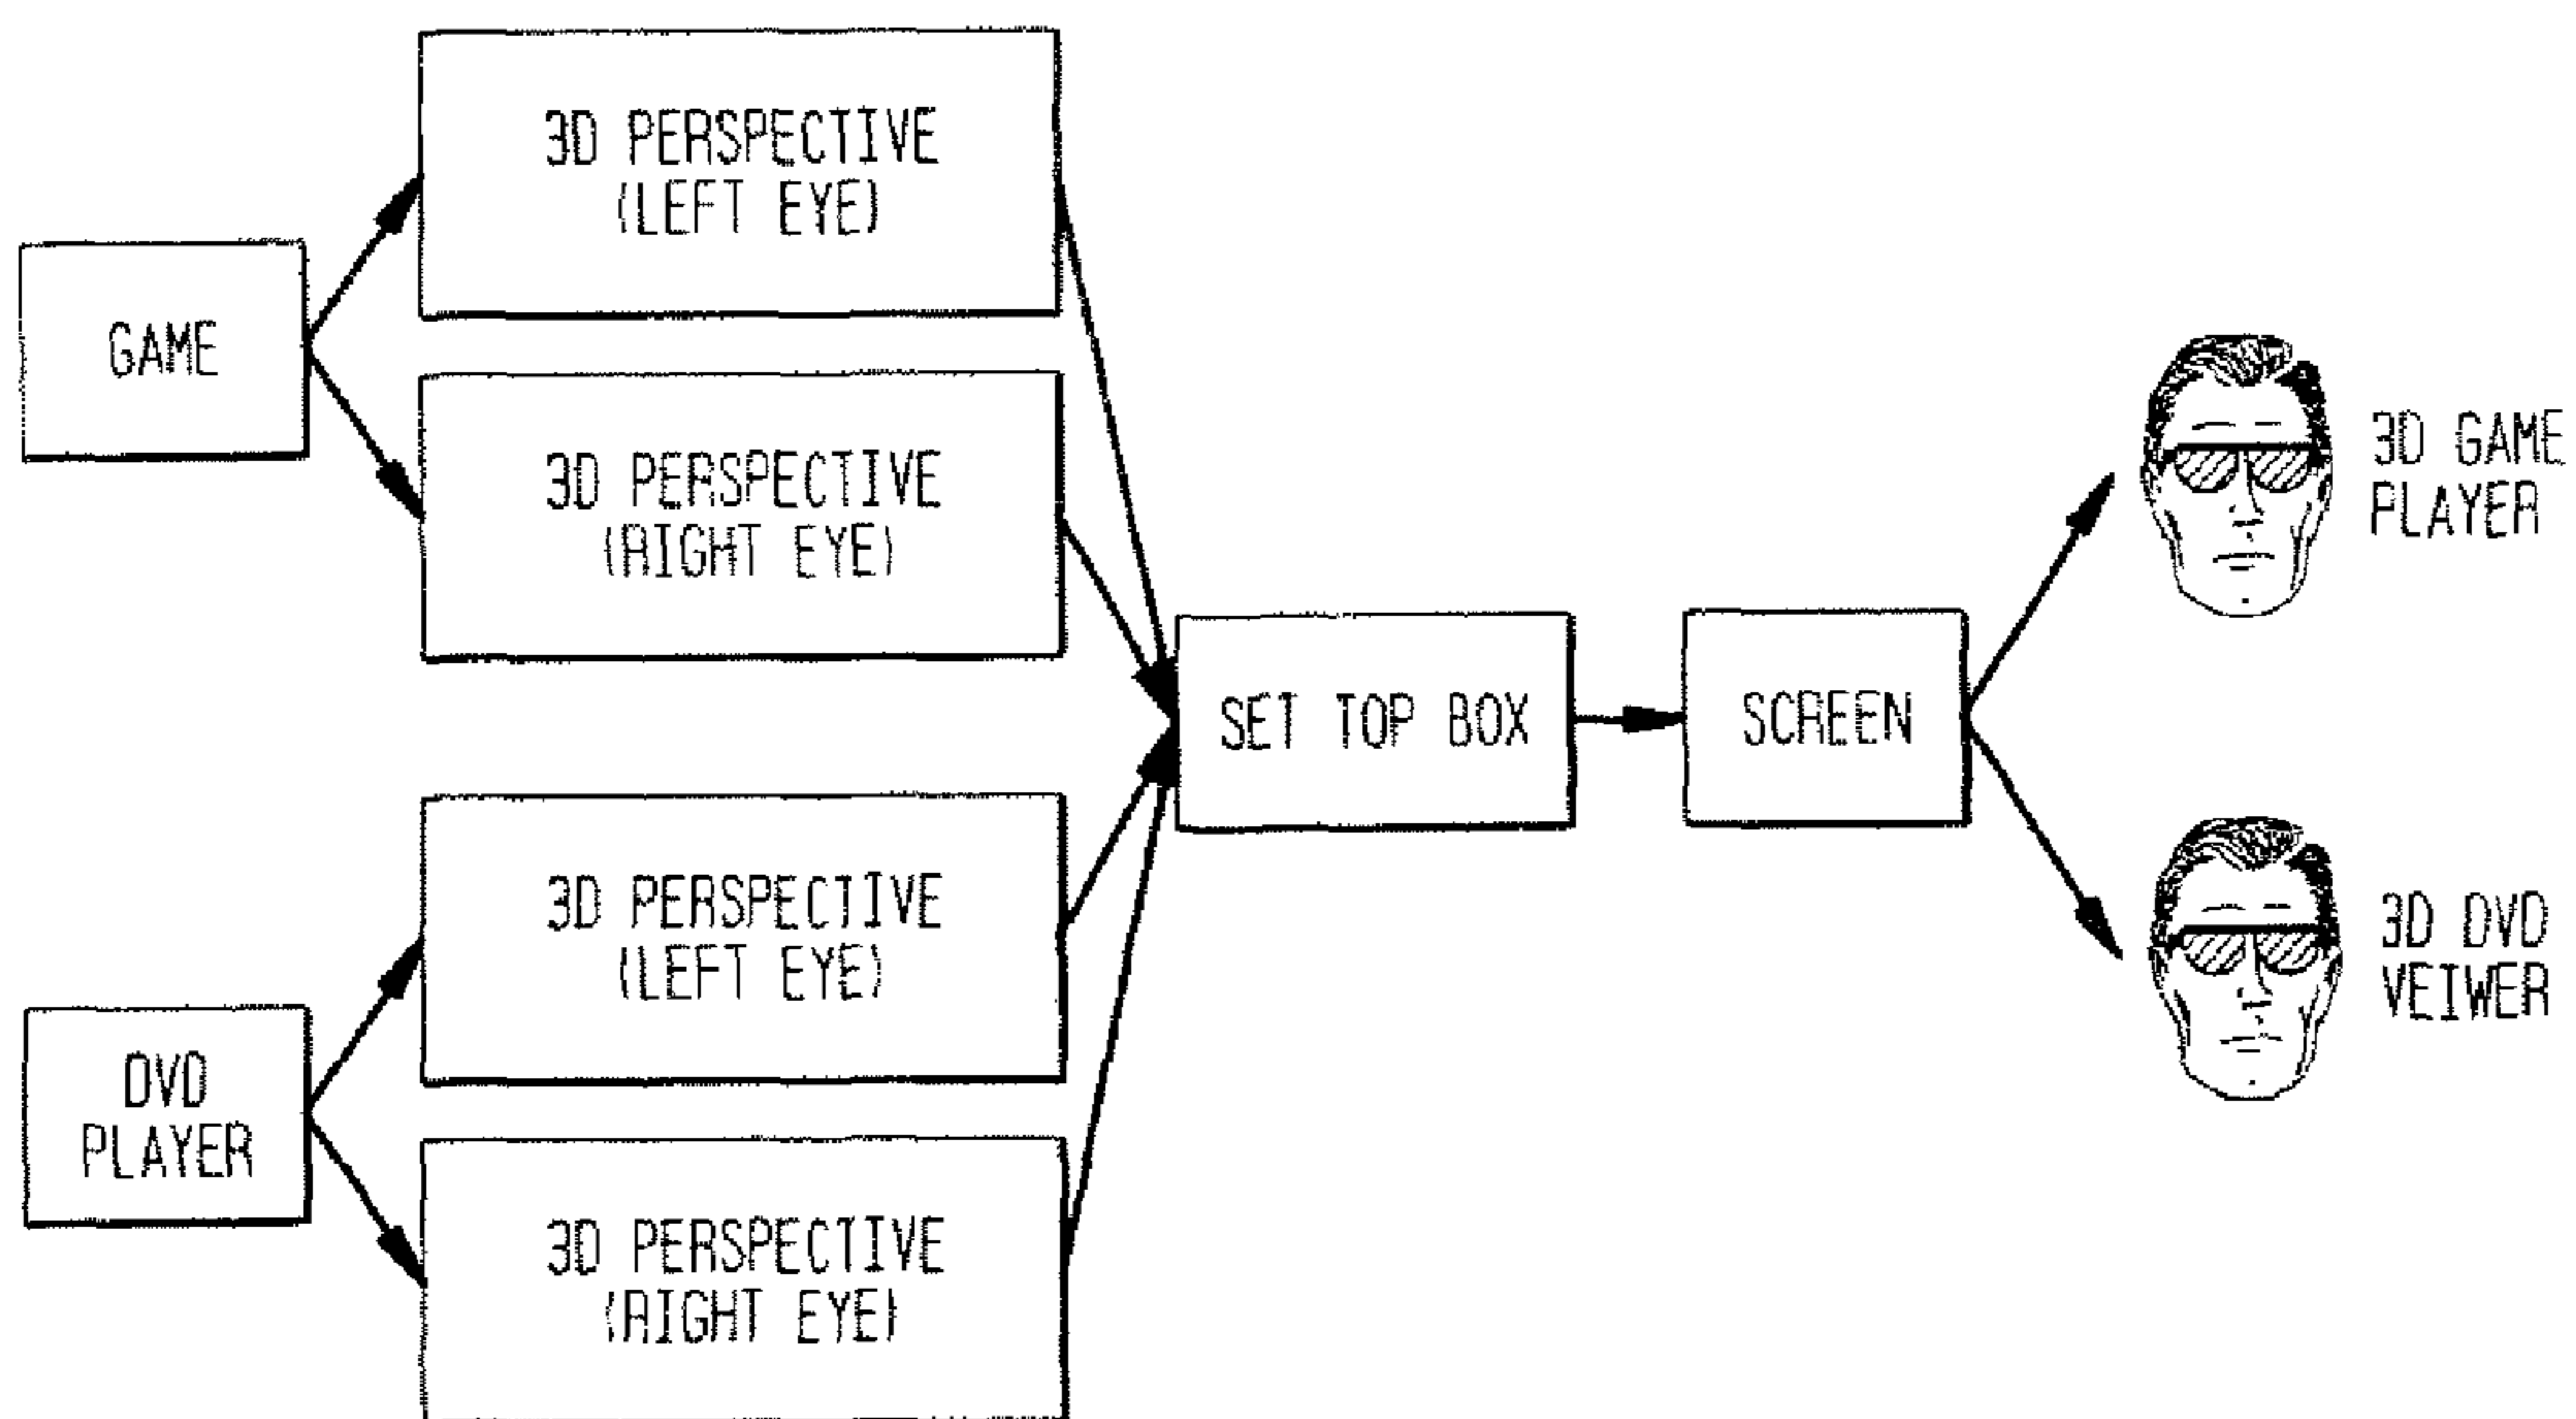 3D PERSPECTIVE
(LEFT EYE)
GAME
3D PERSPECTIVE
(RIGHT EYE)
3D GAME
PLAYER
SET TOP BOX
SCREEN
3D PERSPECTIVE
(LEFT EYE)
3D DVD
VEIWER
DVD
PLAYER
3D PERSPECTIVE
(RIGHT EYE)